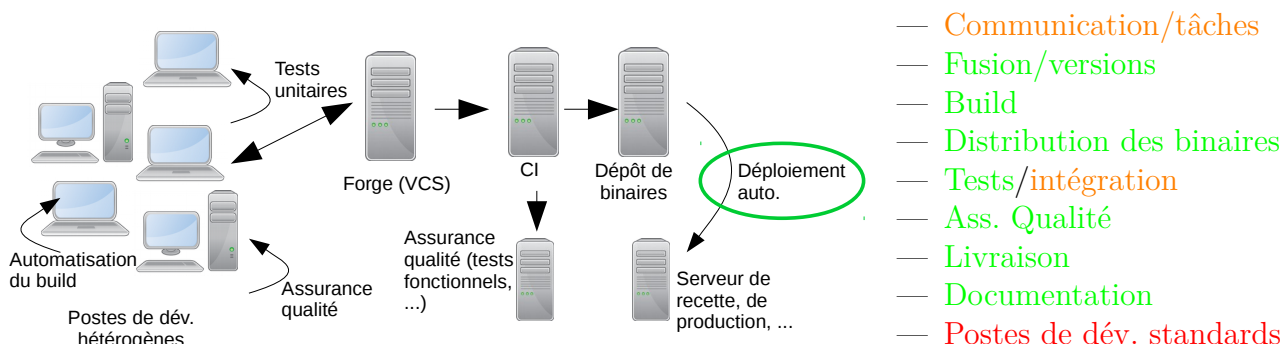 Tests
unitaires
Forge (VCS)
CI
Dépôt de
binaires
Déploiement
auto.
Automatisation
du build
Assurance
qualité
Postes de dév.
hétérogènes
Assurance
qualité (tests
fonctionnels,
...)
Serveur de
recette, de
production, ...
— Communication/tâches
— Fusion/versions
— Build
— Distribution des binaires
— Tests/intégration
— Ass. Qualité
— Livraison
— Documentation
— Postes de dév. standards